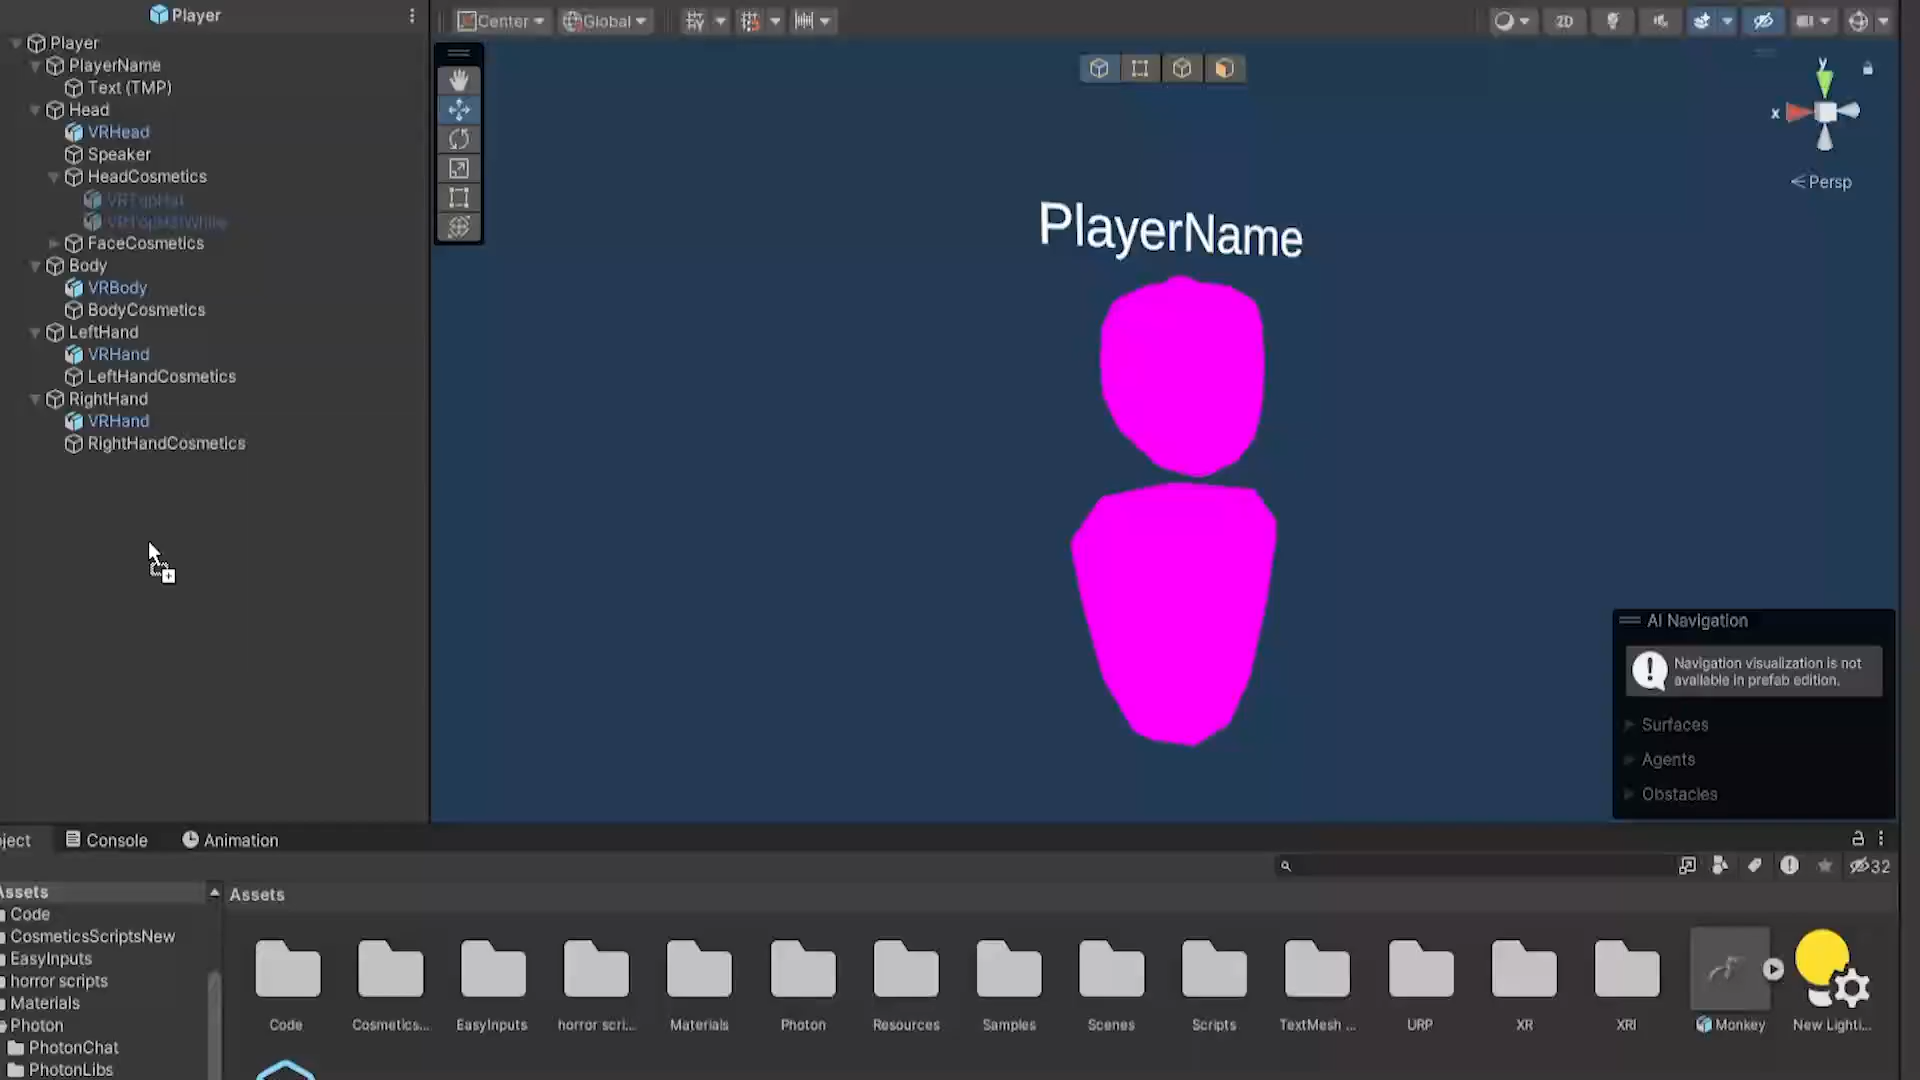 Player
Center
Global
2D
Player
PlayerName
Text (TMP)
Head
VRHead
Speaker
HeadCosmetics
VRTopHat
VRTopHatWhite
FaceCosmetics
Body
VRBody
BodyCosmetics
LeftHand
VRHand
LeftHandCosmetics
RightHand
VRHand
RightHandCosmetics
y
x
Persp
PlayerName
AI Navigation
Navigation visualization is not
available in prefab edition.
Surfaces
Agents
Obstacles
ject
Console
Animation
32
Assets
Code
CosmeticsScriptsNew
EasyInputs
horror scripts
Materials
Photon
PhotonChat
PhotonLibs
Assets
Code
Cosmetics...
EasyInputs
horror scri...
Materials
Photon
Resources
Samples
Scenes
Scripts
TextMesh ...
URP
XR
XRI
Monkey
New Lighti...